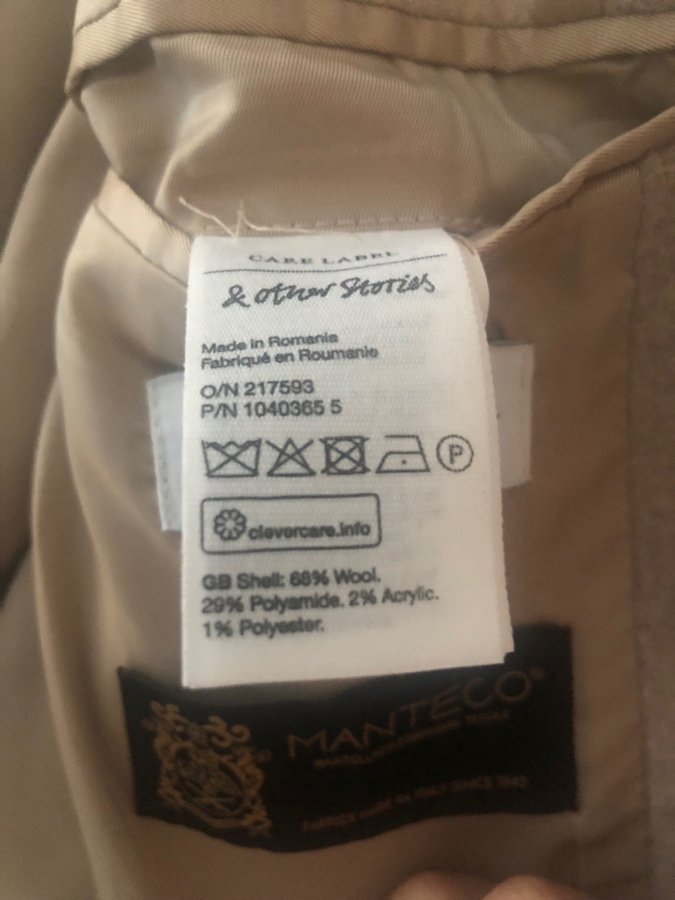 CARE LABEL
& other Stories
Made in Romania
Fabriqué en Roumanie
O/N 217593
P/N 1040365 5
P
clevercare.info
GB Shell: 68% Wool.
29% Polyamide. 2% Acrylic.
1% Polyester.
MANTECO®